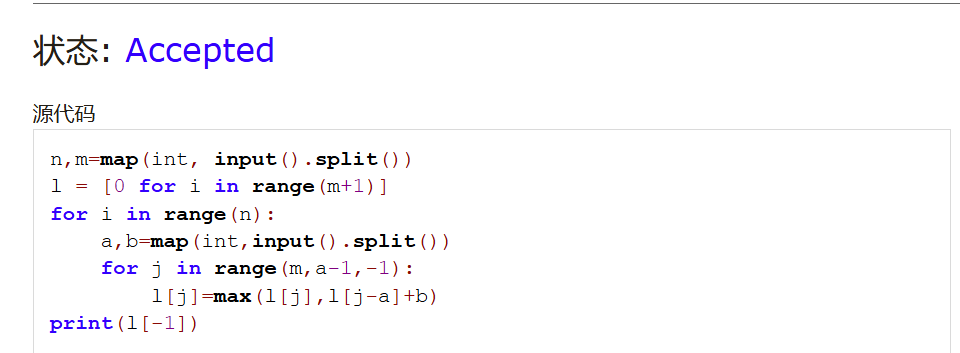 状态: Accepted
源代码
n,m=map(int, input().split())
l = [0 for i in range(m+1)]
for i in range(n):
    a,b=map(int,input().split())
    for j in range(m,a-1,-1):
        l[j]=max(l[j],l[j-a]+b)
print(l[-1])